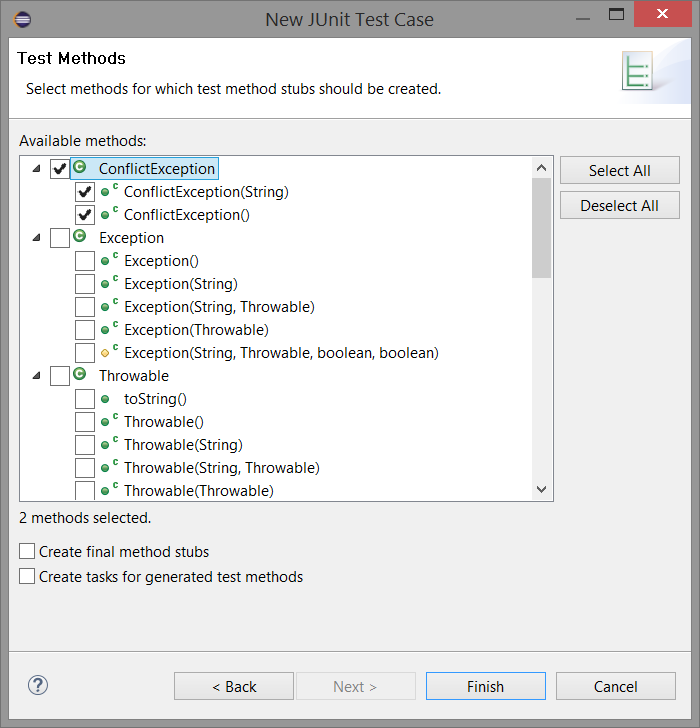 New JUnit Test Case
Test Methods
Select methods for which test method stubs should be created.
Available methods:
ConflictException
ConflictException(String)
ConflictException()
Exception
Exception()
Exception(String)
Exception(String, Throwable)
Exception(Throwable)
Exception(String, Throwable, boolean, boolean)
Throwable
toString()
Throwable()
Throwable(String)
Throwable(String, Throwable)
Throwable(Throwable)
Select All
Deselect All
2 methods selected.
Create final method stubs
Create tasks for generated test methods
< Back
Next >
Finish
Cancel